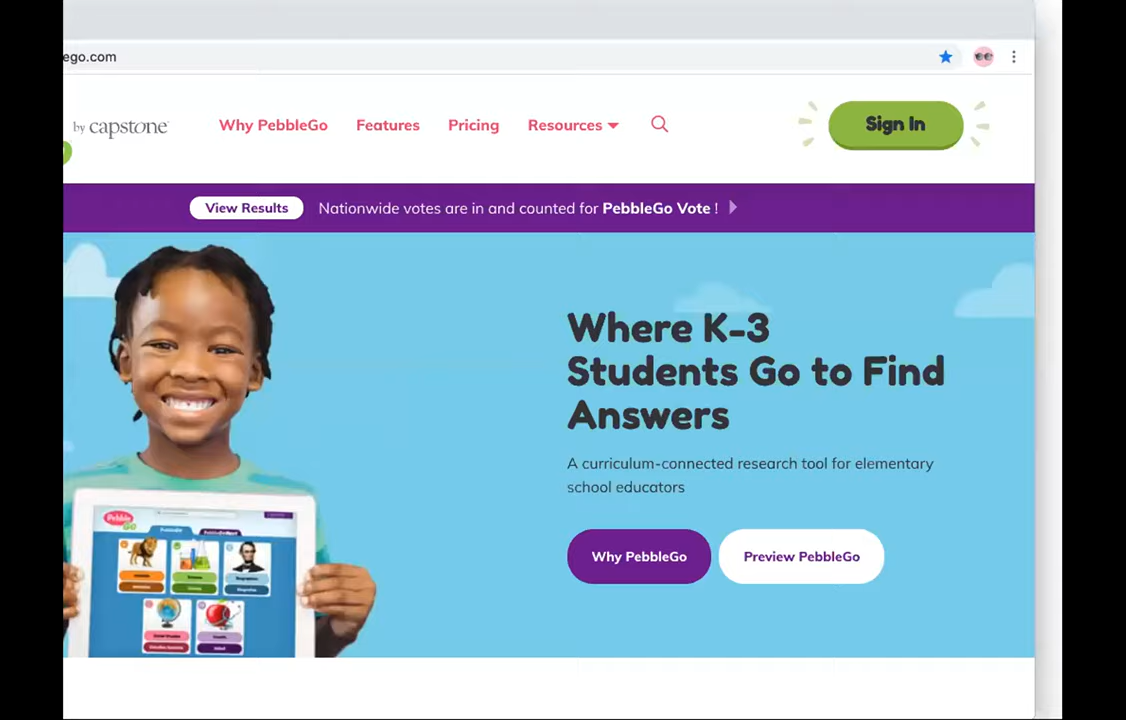 ego.com
by capstone
Why PebbleGo
Features
Pricing
Resources
Sign In
View Results
Nationwide votes are in and counted for PebbleGo Vote !
Where K-3
Students Go to Find
Answers
A curriculum-connected research tool for elementary
school educators
Why PebbleGo
Preview PebbleGo
Pebble
Go